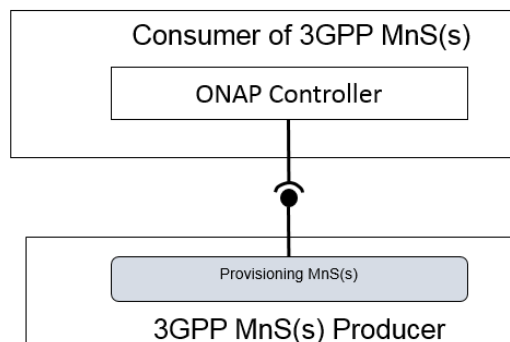 Consumer of 3GPP MnS(s)
ONAP Controller
Provisioning MnS(s)
3GPP MnS(s) Producer